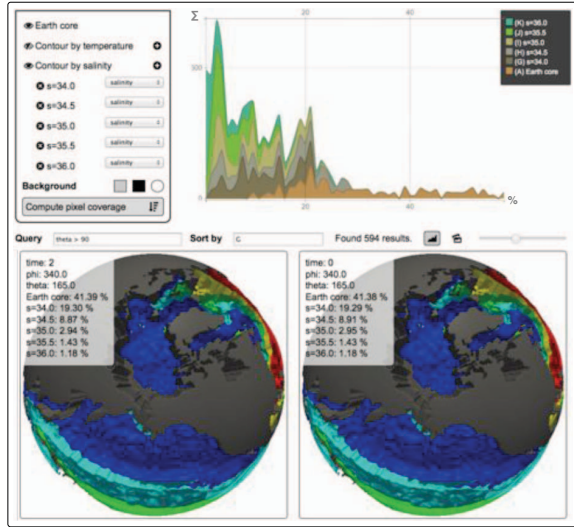 Earth core
Contour by temperature
Contour by salinity
s=34.0 salinity
s=34.5 salinity
s=35.0 salinity
s=35.5 salinity
s=36.0 salinity
Background
Compute pixel coverage
Σ
20
40
500
0
20
40
%
(K) s=36.0
(J) s=35.5
(I) s=35.0
(H) s=34.5
(G) s=34.0
(A) Earth core
Query theta > 90 Sort by C Found 594 results.
time: 2
phi: 340.0
theta: 165.0
Earth core: 41.39 %
s=34.0: 19.30 %
s=34.5: 8.87 %
s=35.0: 2.94 %
s=35.5: 1.43 %
s=36.0: 1.18 %
time: 0
phi: 340.0
theta: 165.0
Earth core: 41.38 %
s=34.0: 19.29 %
s=34.5: 8.91 %
s=35.0: 2.95 %
s=35.5: 1.43 %
s=36.0: 1.18 %